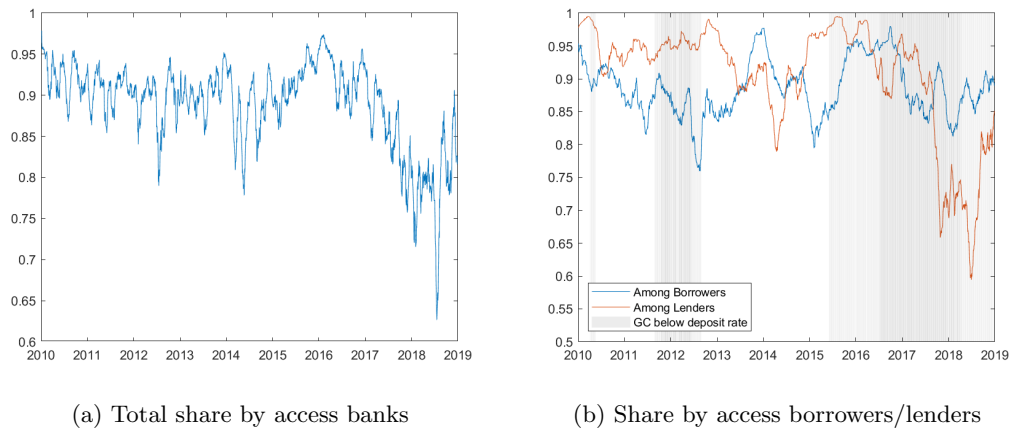 1
0.95
0.9
0.85
0.8
0.75
0.7
0.65
0.6
2010 2011 2012 2013 2014 2015 2016 2017 2018 2019
(a) Total share by access banks
1
0.95
0.9
0.85
0.8
0.75
0.7
0.65
0.6
0.55
0.5
Among Borrowers
Among Lenders
GC below deposit rate
2010 2011 2012 2013 2014 2015 2016 2017 2018 2019
(b) Share by access borrowers/lenders